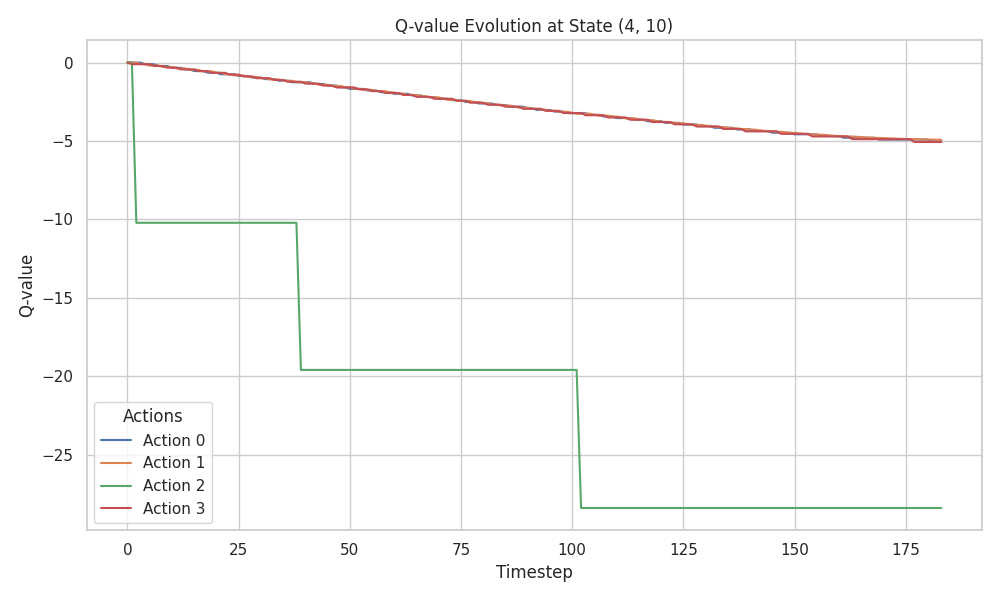 Q-value Evolution at State (4, 10)
Q-value
0
−5
−10
−15
−20
−25
Actions
Action 0
Action 1
Action 2
Action 3
0 25 50 75 100 125 150 175
Timestep